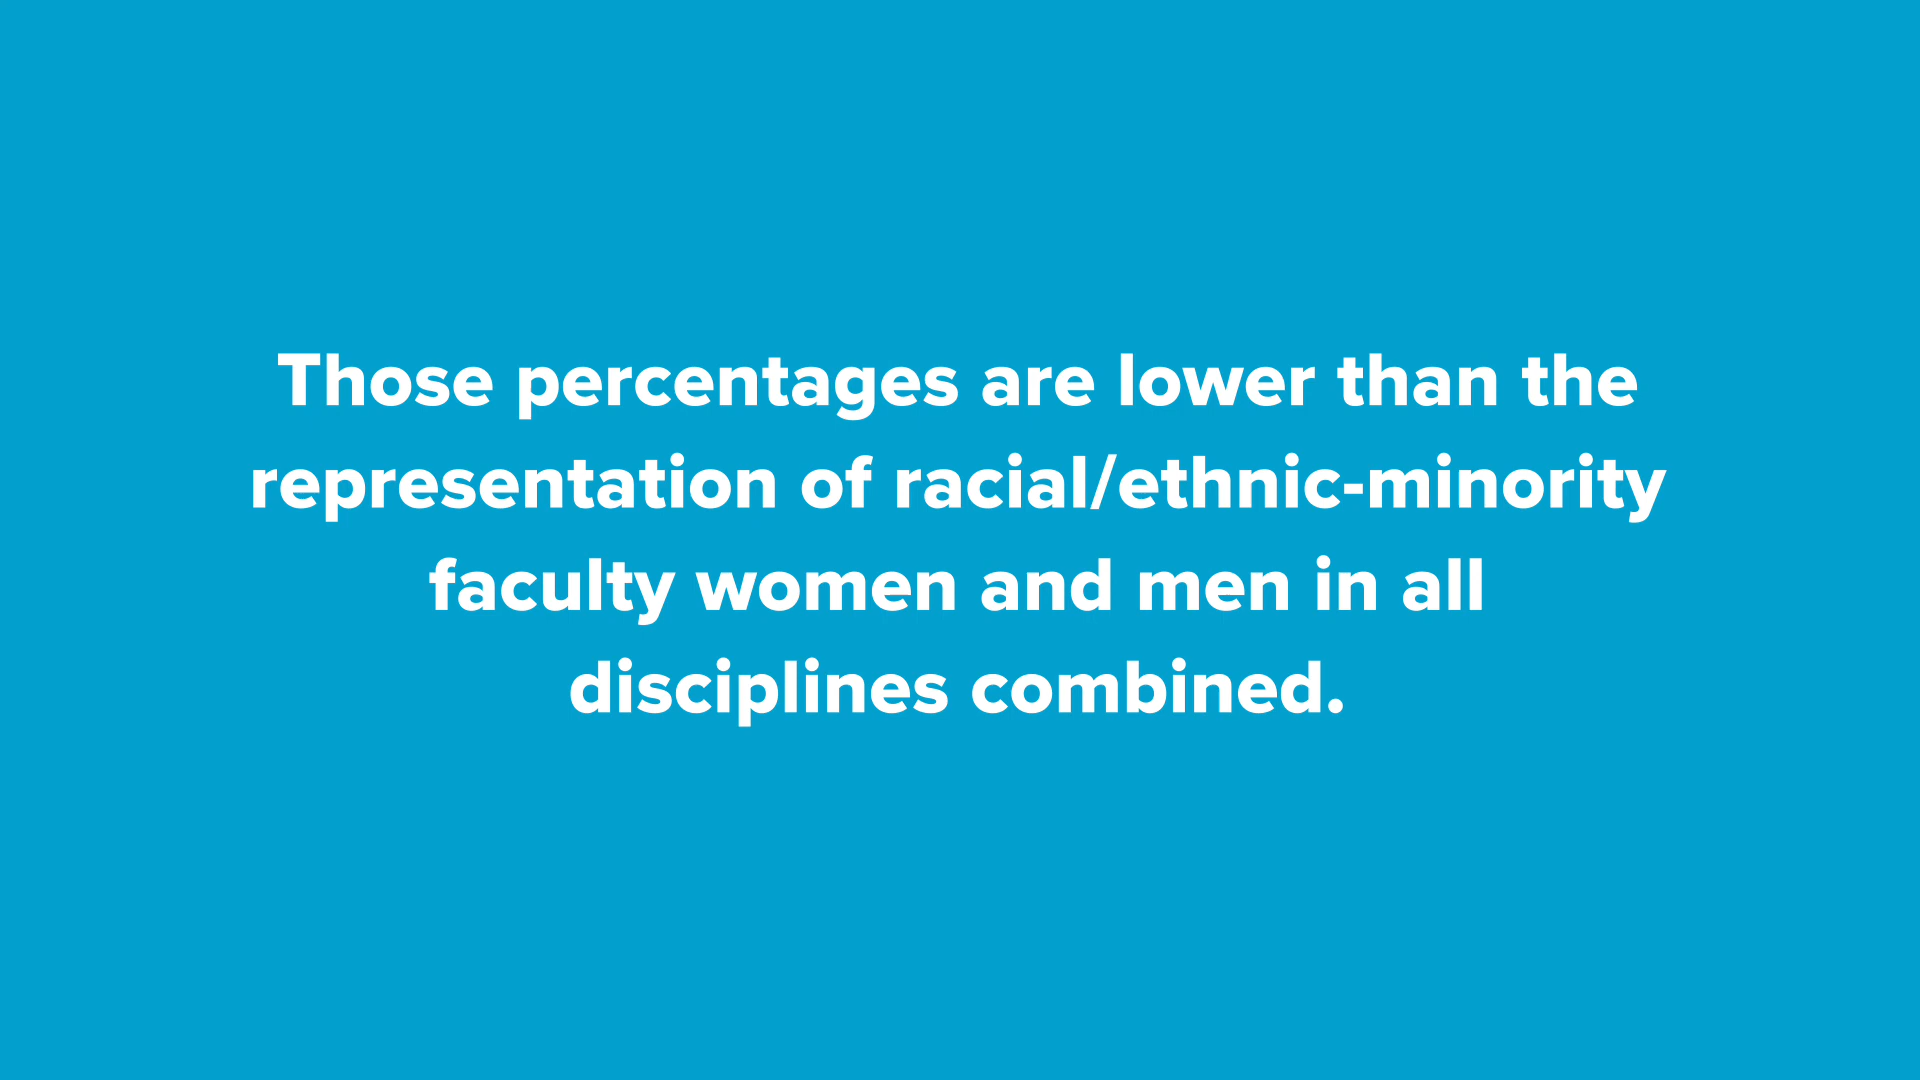 Those percentages are lower than the
representation of racial/ethnic-minority
faculty women and men in all
disciplines combined.